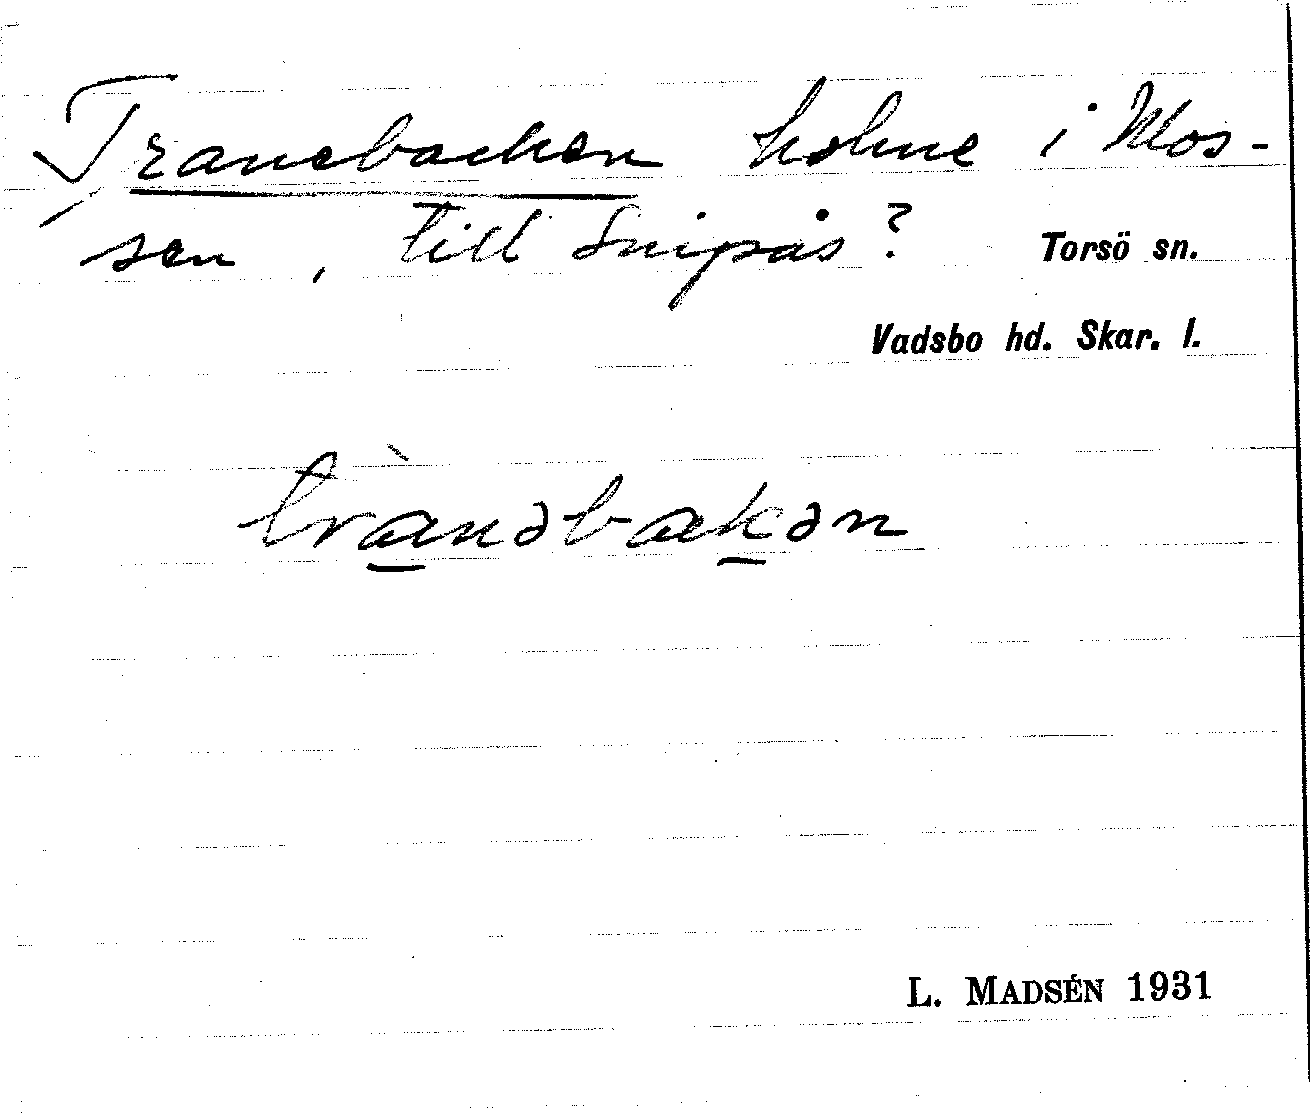 Tranebacken holme i Mos-
sen, till Snipås? Torsö sn.
Vadsbo hd. Skar. l.
trànəbakən
L. MADSÉN 1931